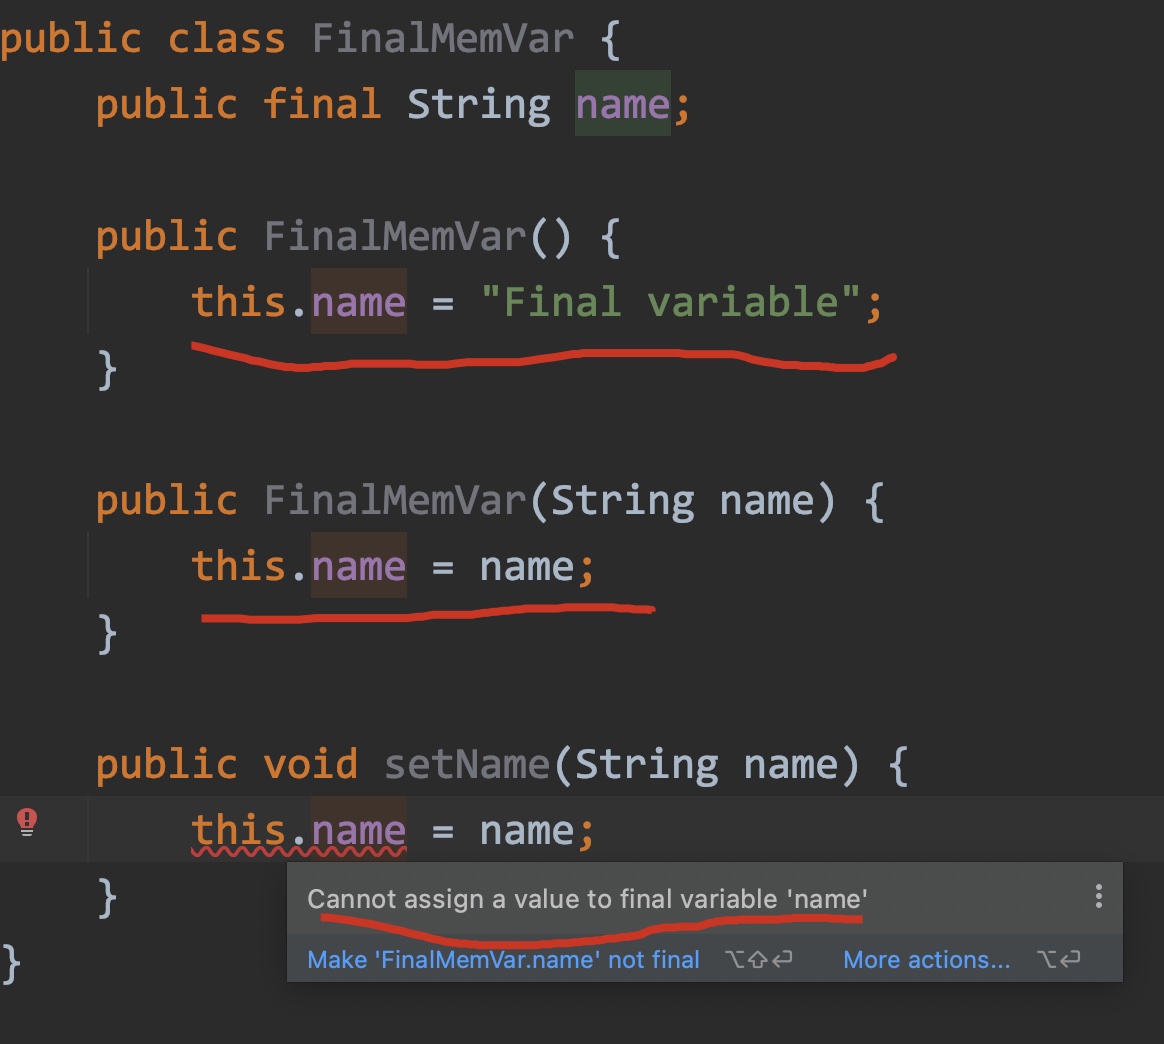 public class FinalMemVar {
public final String name;
public FinalMemVar() {
this.name = "Final variable";
}
public FinalMemVar(String name) {
this.name = name;
}
public void setName(String name) {
this.name = name;
}
Cannot assign a value to final variable 'name'
Make 'FinalMemVar.name' not final ⌥⇧⏎ More actions... ⌥⏎
}